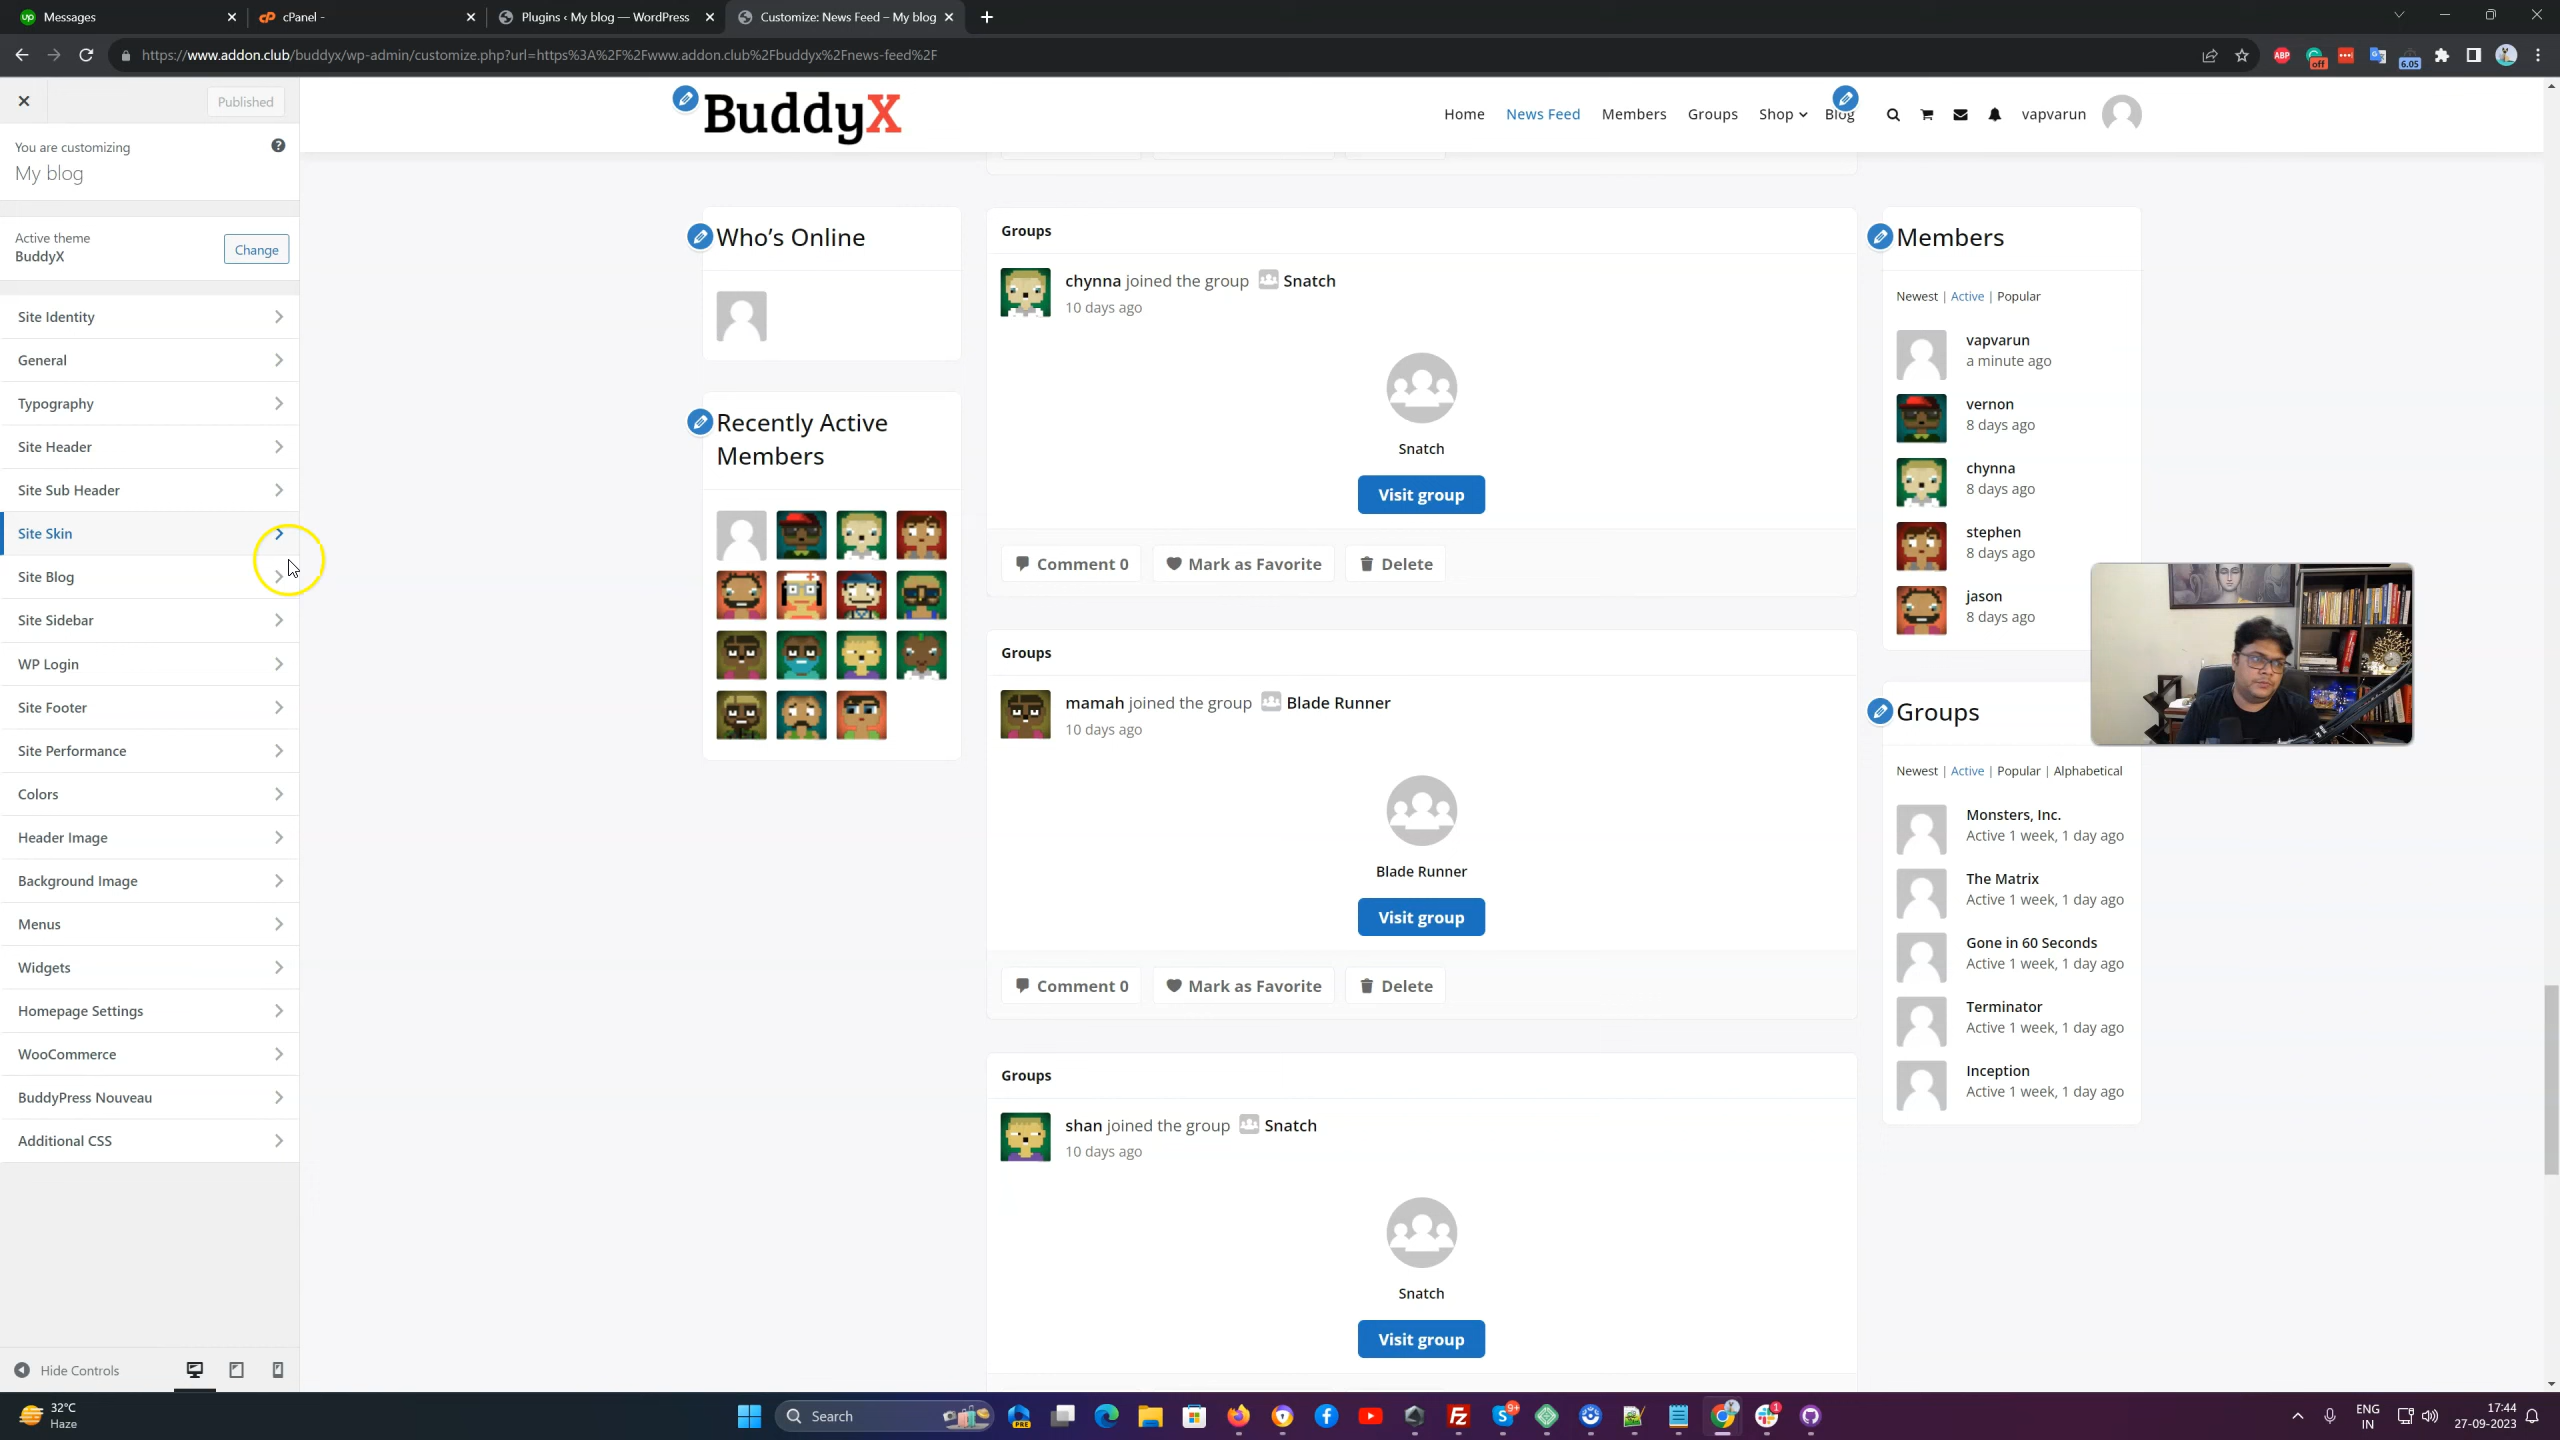 Messages
cPanel -
Plugins ‹ My blog — WordPress
Customize: News Feed – My blog
https://www.addon.club/buddyx/wp-admin/customize.php?url=https%3A%2F%2Fwww.addon.club%2Fbuddyx%2Fnews-feed%2F
ABP
off
6.05
Published
You are customizing
My blog
Active theme
BuddyX
Change
Site Identity
General
Typography
Site Header
Site Sub Header
Site Skin
Site Blog
Site Sidebar
WP Login
Site Footer
Site Performance
Colors
Header Image
Background Image
Menus
Widgets
Homepage Settings
WooCommerce
BuddyPress Nouveau
Additional CSS
Hide Controls
BuddyX
Home
News Feed
Members
Groups
Shop
Blog
vapvarun
Who's Online
Recently Active
Members
Groups
chynna joined the group Snatch
10 days ago
Snatch
Visit group
Comment 0
Mark as Favorite
Delete
Groups
mamah joined the group Blade Runner
10 days ago
Blade Runner
Visit group
Comment 0
Mark as Favorite
Delete
Groups
shan joined the group Snatch
10 days ago
Snatch
Visit group
Members
Newest | Active | Popular
vapvarun
a minute ago
vernon
8 days ago
chynna
8 days ago
stephen
8 days ago
jason
8 days ago
Groups
Newest | Active | Popular | Alphabetical
Monsters, Inc.
Active 1 week, 1 day ago
The Matrix
Active 1 week, 1 day ago
Gone in 60 Seconds
Active 1 week, 1 day ago
Terminator
Active 1 week, 1 day ago
Inception
Active 1 week, 1 day ago
32°C
Haze
Search
PRE
9+
1
ENG
IN
17:44
27-09-2023